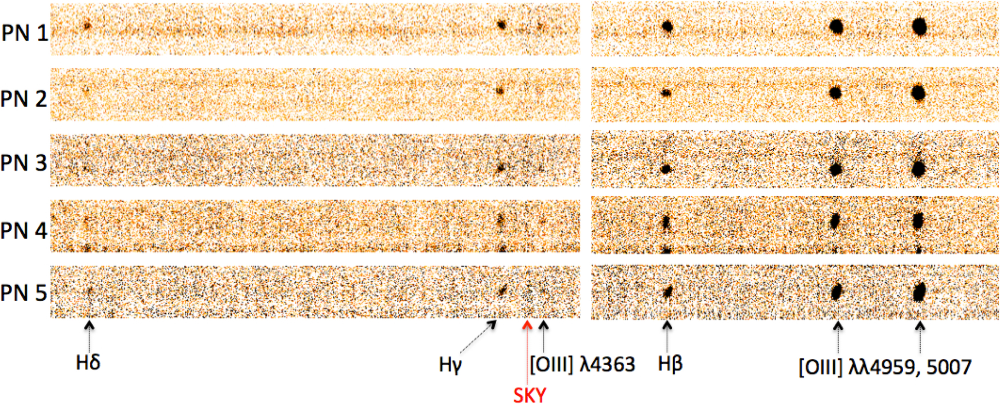 PN 1
PN 2
PN 3
PN 4
PN 5
Hδ
Hγ
[OIII] λ4363
Hβ
[OIII] λλ4959, 5007
SKY